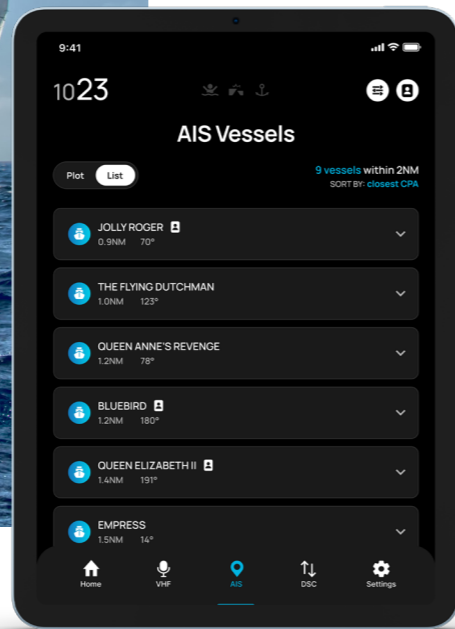 9:41
1023
AIS Vessels
Plot List
9 vessels within 2NM
SORT BY: closest CPA
JOLLY ROGER
0.9NM 70°
THE FLYING DUTCHMAN
1.0NM 123°
QUEEN ANNE'S REVENGE
1.2NM 78°
BLUEBIRD
1.2NM 180°
QUEEN ELIZABETH II
1.4NM 191°
EMPRESS
1.5NM 14°
Home VHF AIS DSC Settings